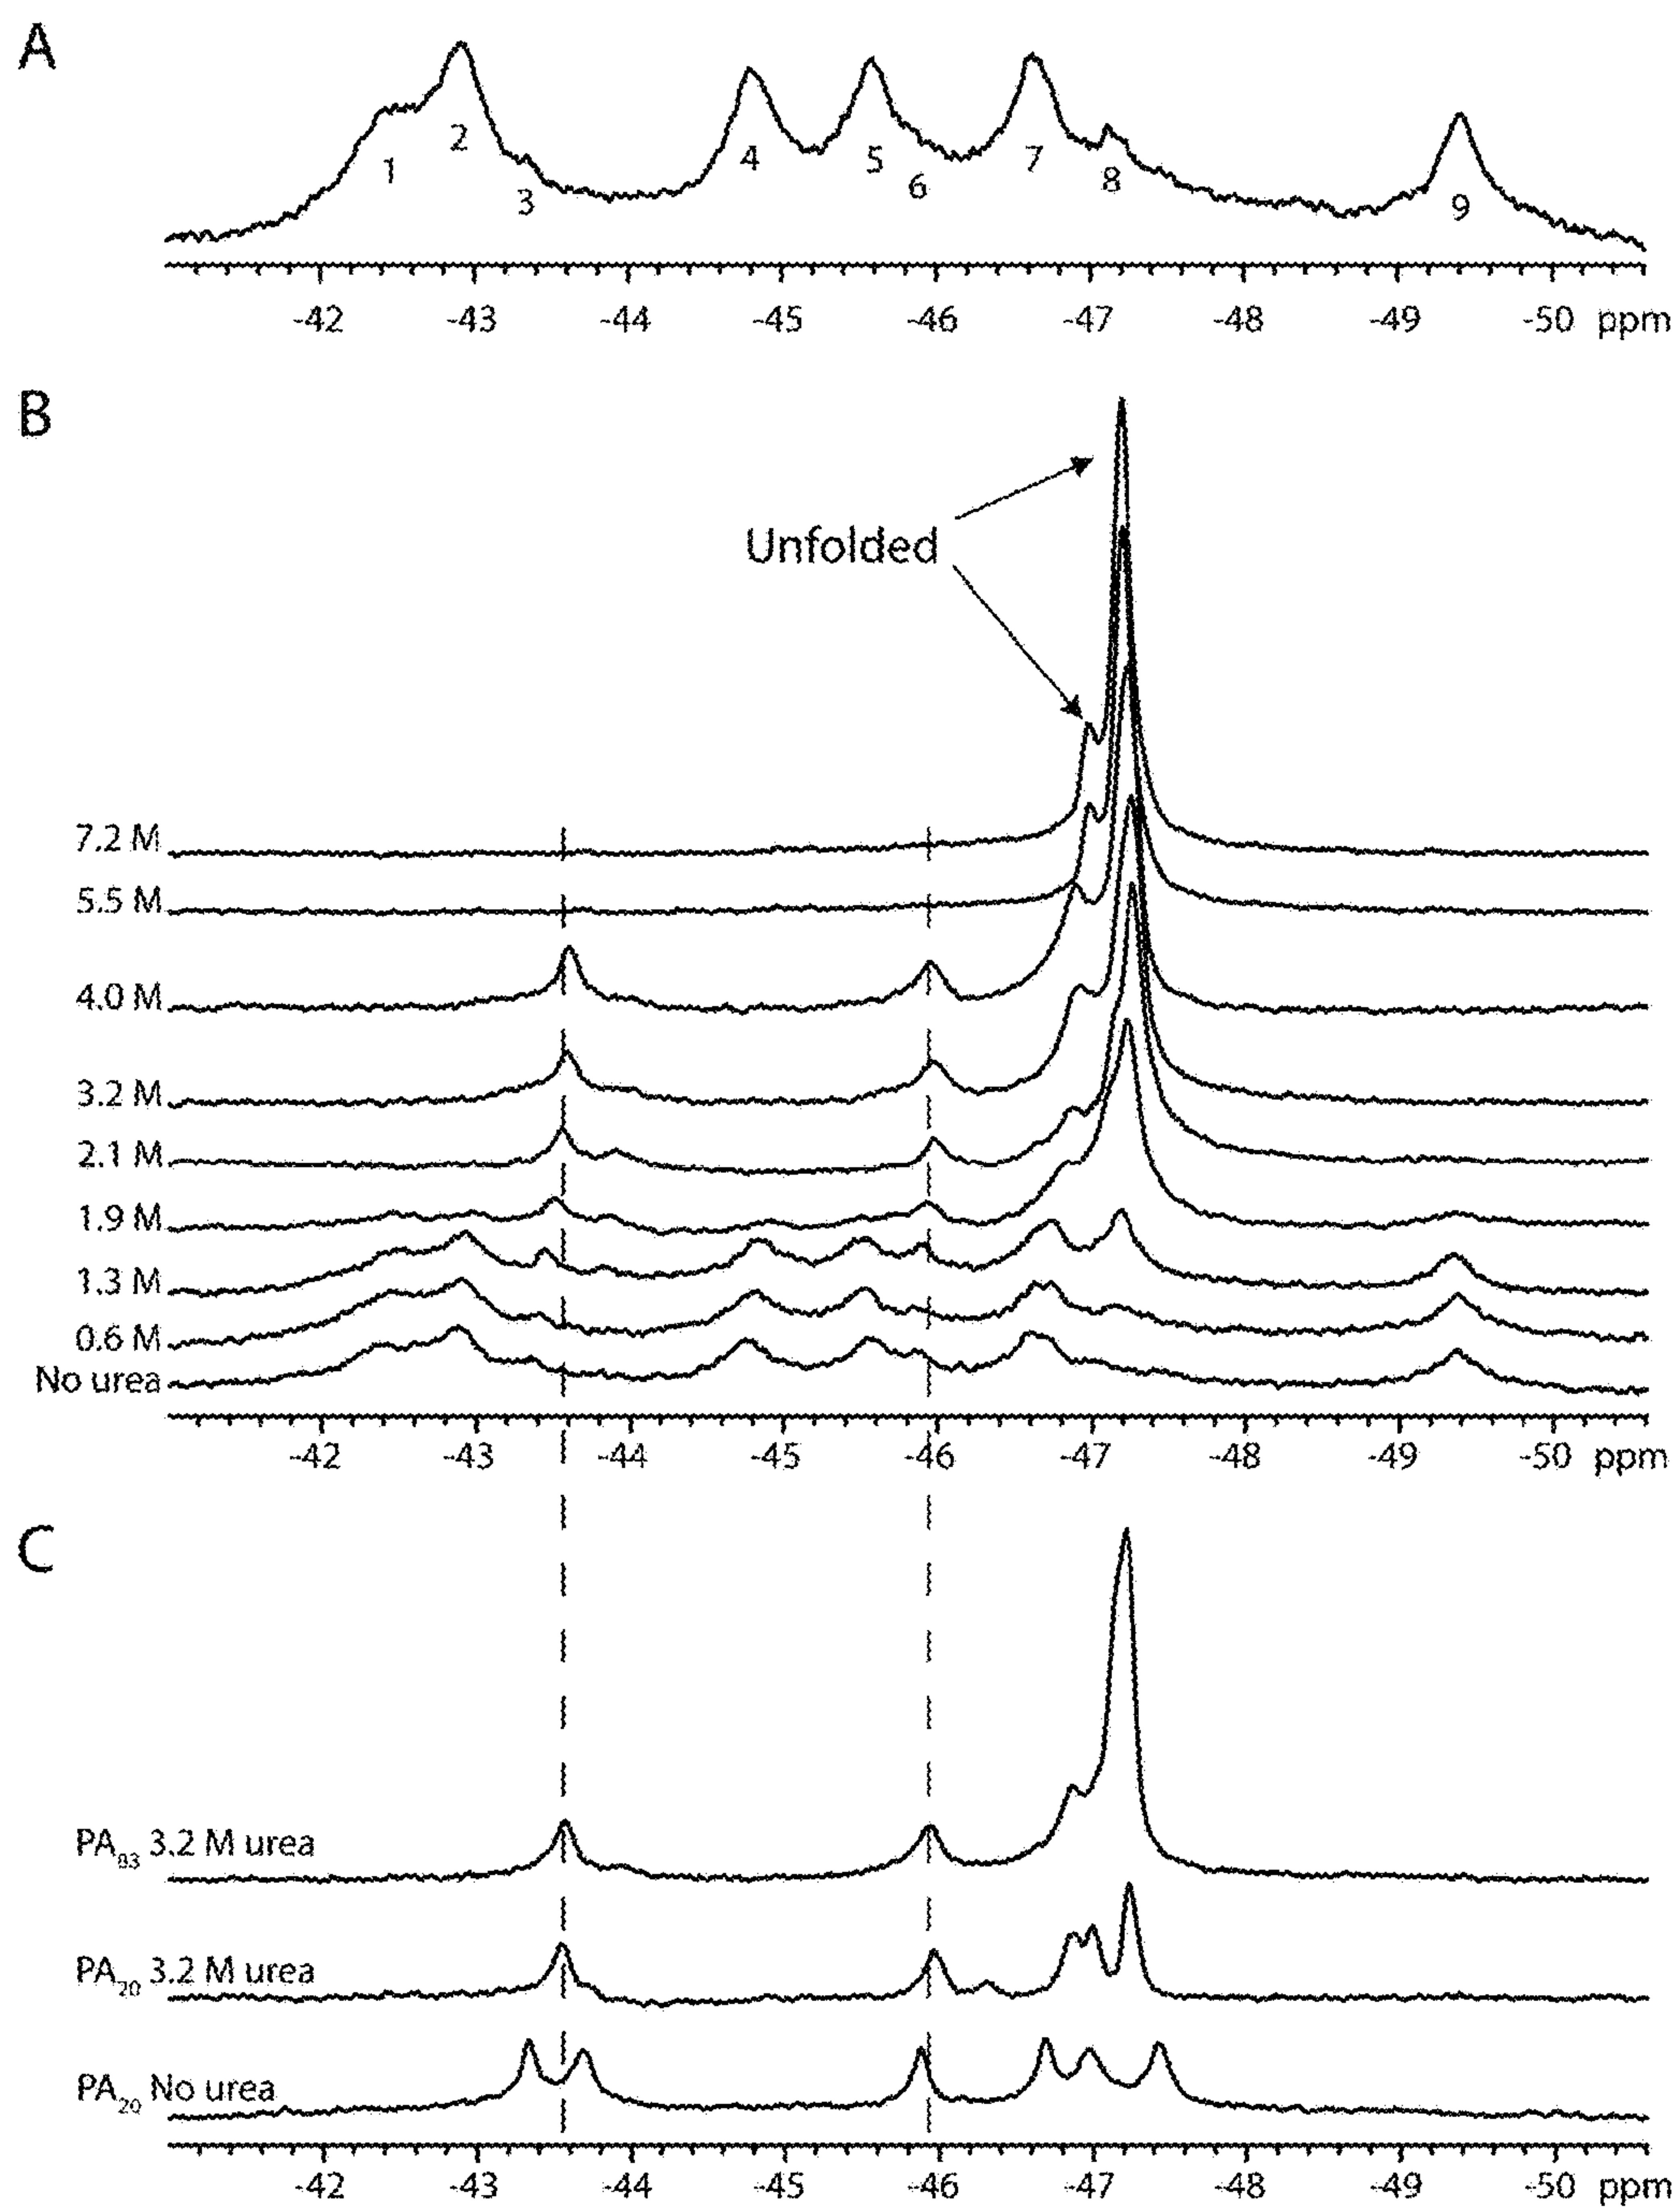 A
1 2 3 4 5 6 7 8 9
-42 -43 -44 -45 -46 -47 -48 -49 -50 ppm
B
Unfolded
7.2 M
5.5 M
4.0 M
3.2 M
2.1 M
1.9 M
1.3 M
0.6 M
No urea
-42 -43 -44 -45 -46 -47 -48 -49 -50 ppm
C
PA83 3.2 M urea
PA20 3.2 M urea
PA20 No urea
-42 -43 -44 -45 -46 -47 -48 -49 -50 ppm